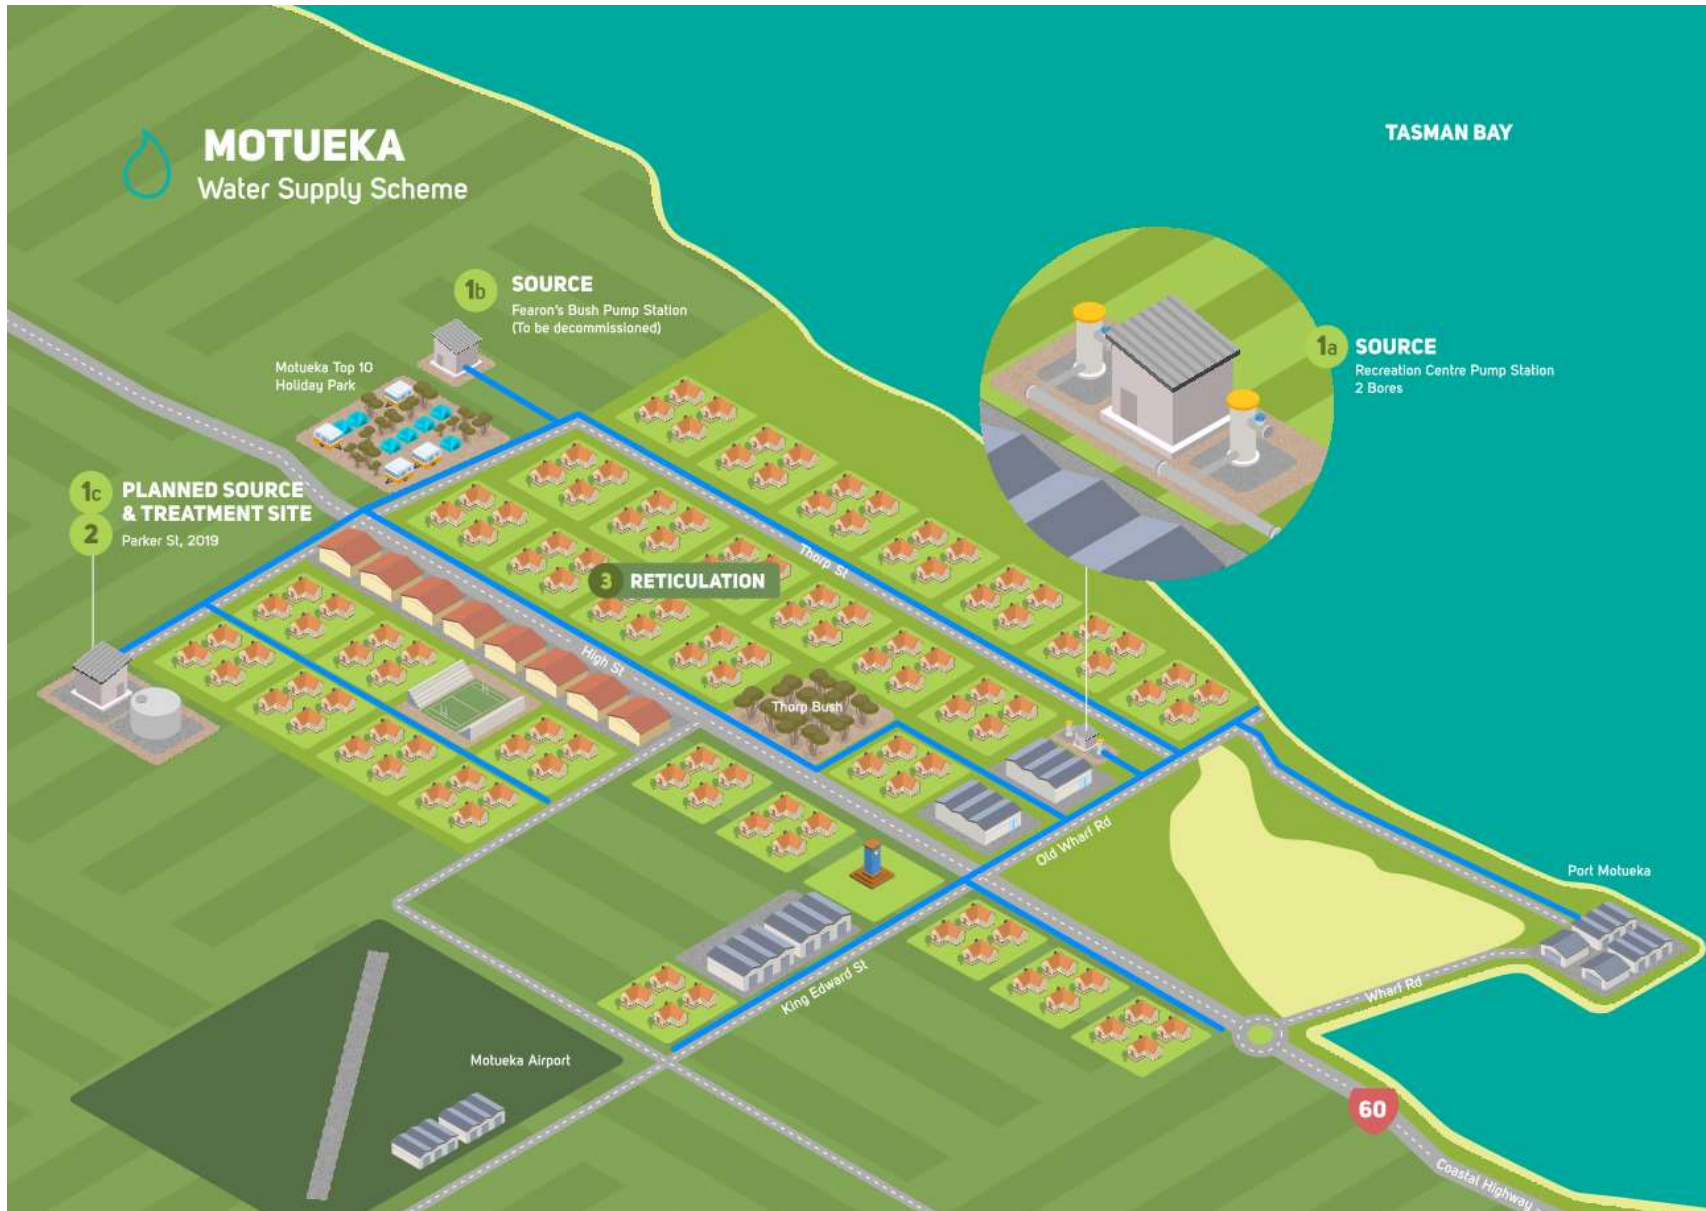 MOTUEKA
Water Supply Scheme
TASMAN BAY
1b
SOURCE
Fearon's Bush Pump Station
(To be decommissioned)
1a
SOURCE
Recreation Centre Pump Station
2 Bores
Motueka Top 10
Holiday Park
1c
PLANNED SOURCE
& TREATMENT SITE
2
Parker St, 2019
Thorp St
3
RETICULATION
High St
Thorp Bush
Old Wharf Rd
Port Motueka
King Edward St
Wharf Rd
Motueka Airport
60
Coastal Highway